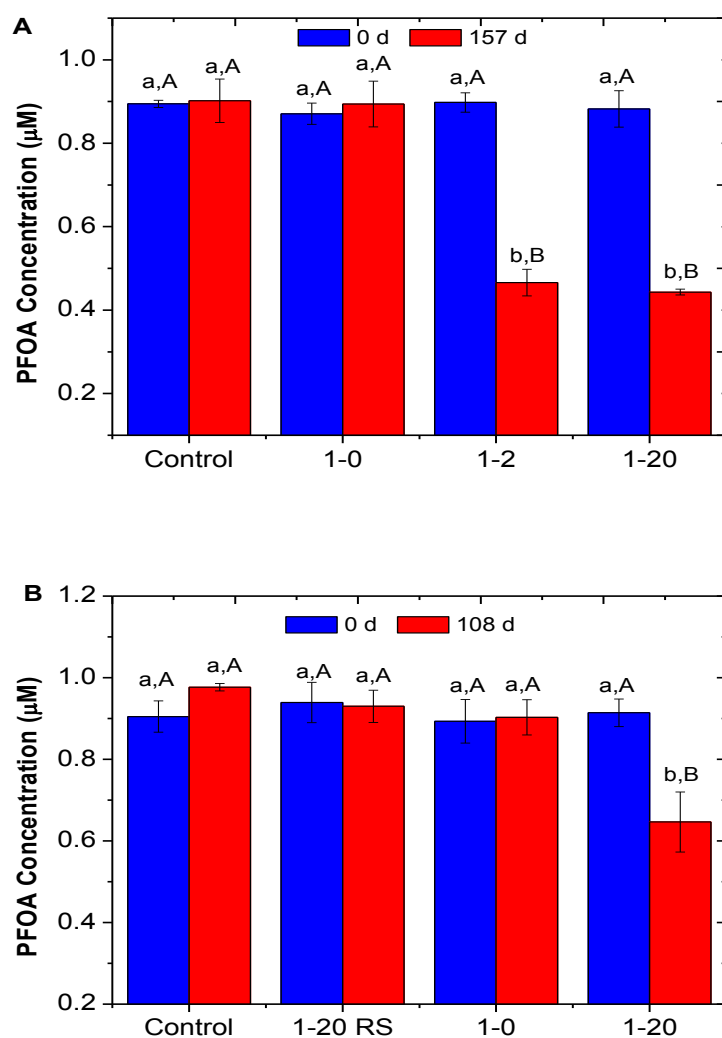 A
0 d 157 d
a,A a,A a,A a,A a,A a,A
b,B b,B
1.0
0.8
0.6
0.4
0.2
PFOA Concentration (μM)
Control 1-0 1-2 1-20
B
0 d 108 d
a,A a,A a,A a,A a,A a,A a,A
b,B
1.2
1.0
0.8
0.6
0.4
0.2
PFOA Concentration (μM)
Control 1-20 RS 1-0 1-20